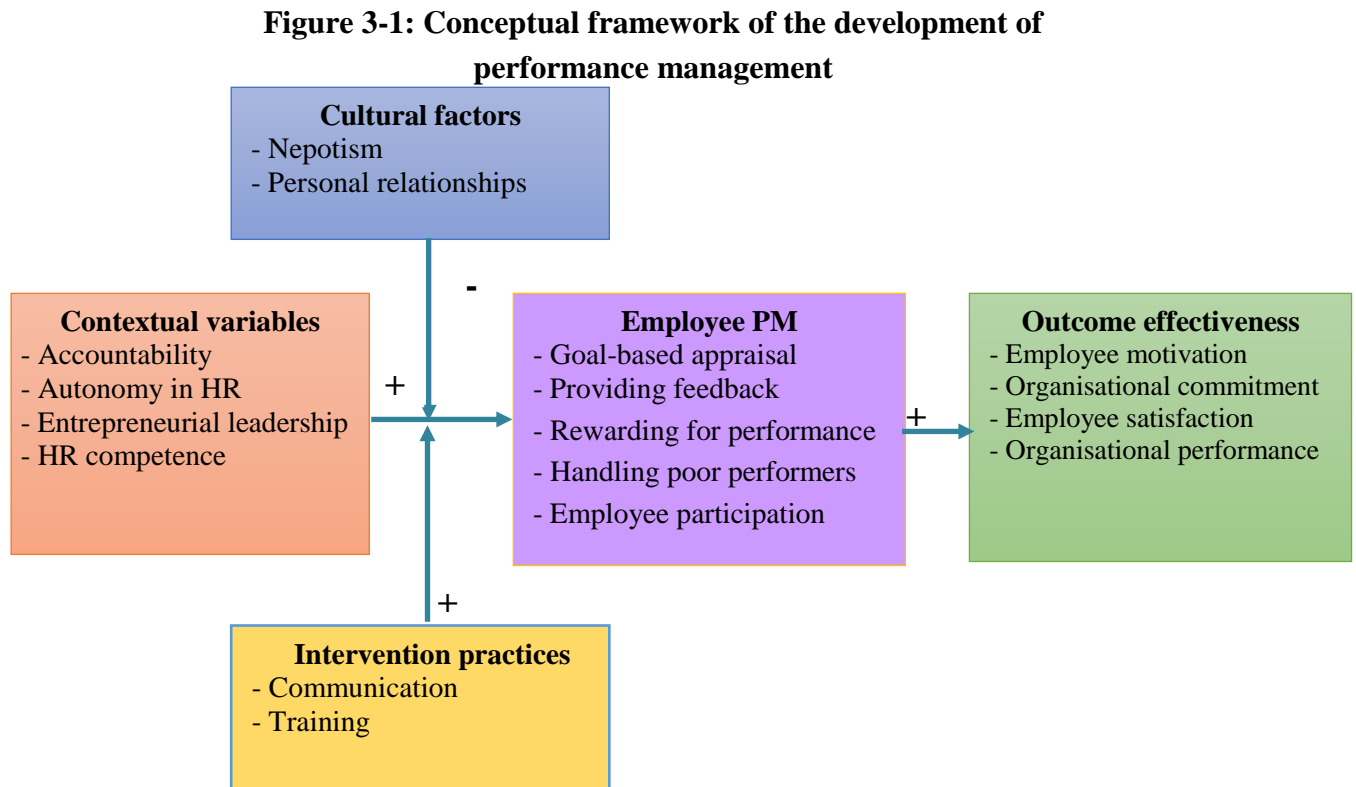 Figure 3-1: Conceptual framework of the development of
performance management
Cultural factors
- Nepotism
- Personal relationships
-
Contextual variables
- Accountability
- Autonomy in HR
- Entrepreneurial leadership
- HR competence
+
Employee PM
- Goal-based appraisal
- Providing feedback
- Rewarding for performance
- Handling poor performers
- Employee participation
+
Outcome effectiveness
- Employee motivation
- Organisational commitment
- Employee satisfaction
- Organisational performance
+
Intervention practices
- Communication
- Training